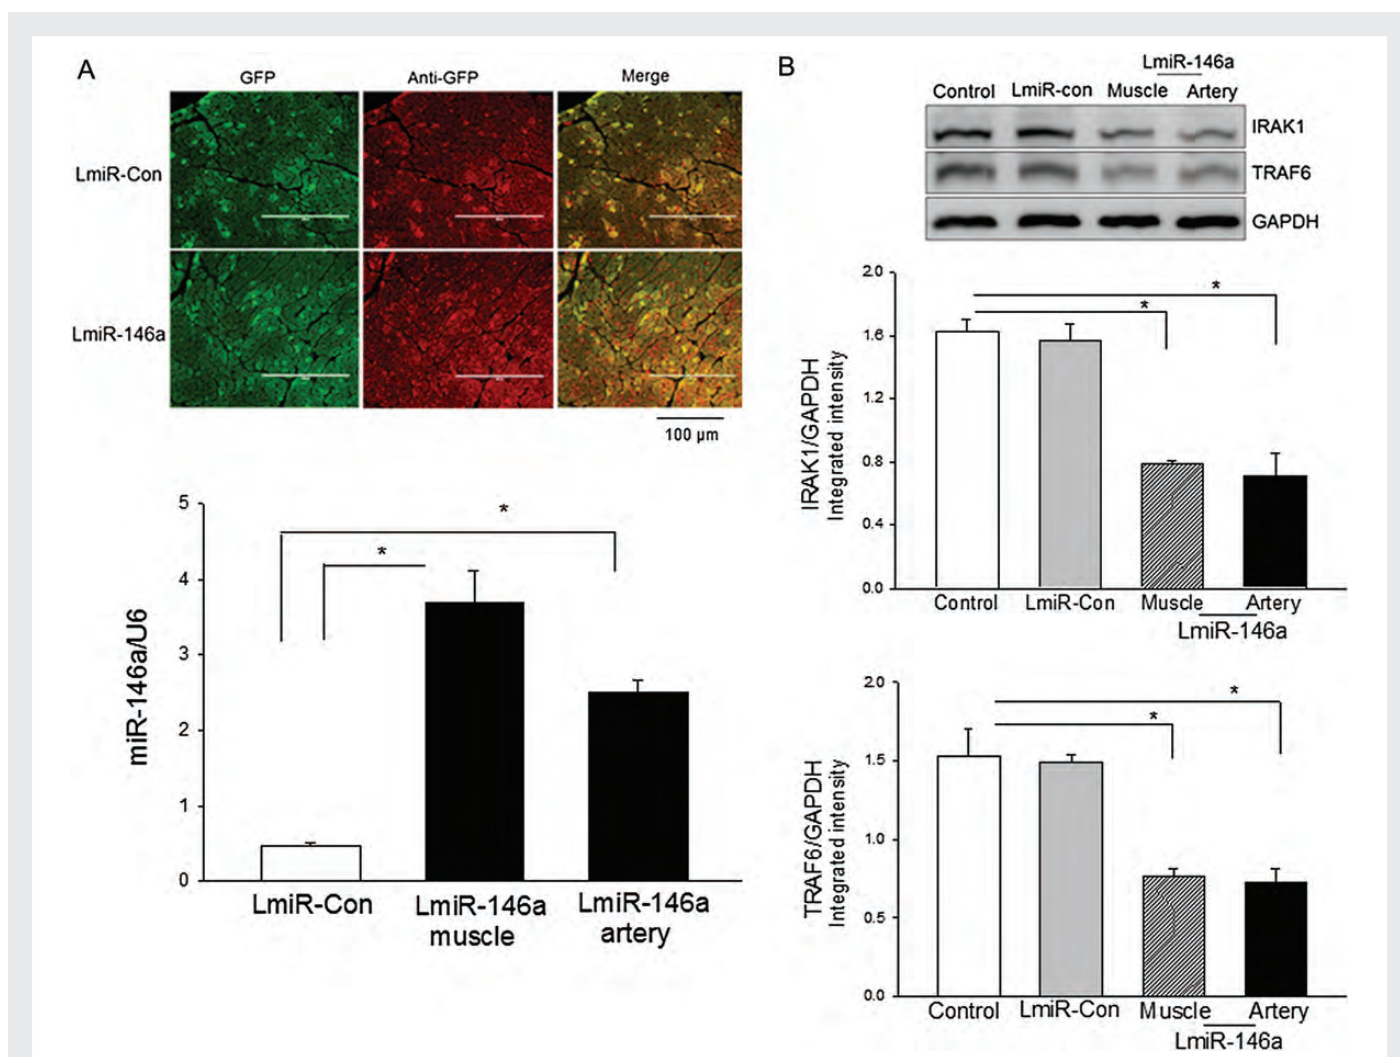 A
GFP
Anti-GFP
Merge
LmiR-Con
LmiR-146a
100 µm
5
4
3
2
1
0
miR-146a/U6
*
*
LmiR-Con
LmiR-146a
muscle
LmiR-146a
artery
B
LmiR-146a
Control
LmiR-con
Muscle
Artery
IRAK1
TRAF6
GAPDH
2.0
1.6
1.2
0.8
0.4
0.0
IRAK1/GAPDH
Integrated intensity
*
*
Control
LmiR-Con
Muscle
Artery
LmiR-146a
2.0
1.5
1.0
0.5
0.0
TRAF6/GAPDH
Integrated intensity
*
*
Control
LmiR-Con
Muscle
Artery
LmiR-146a